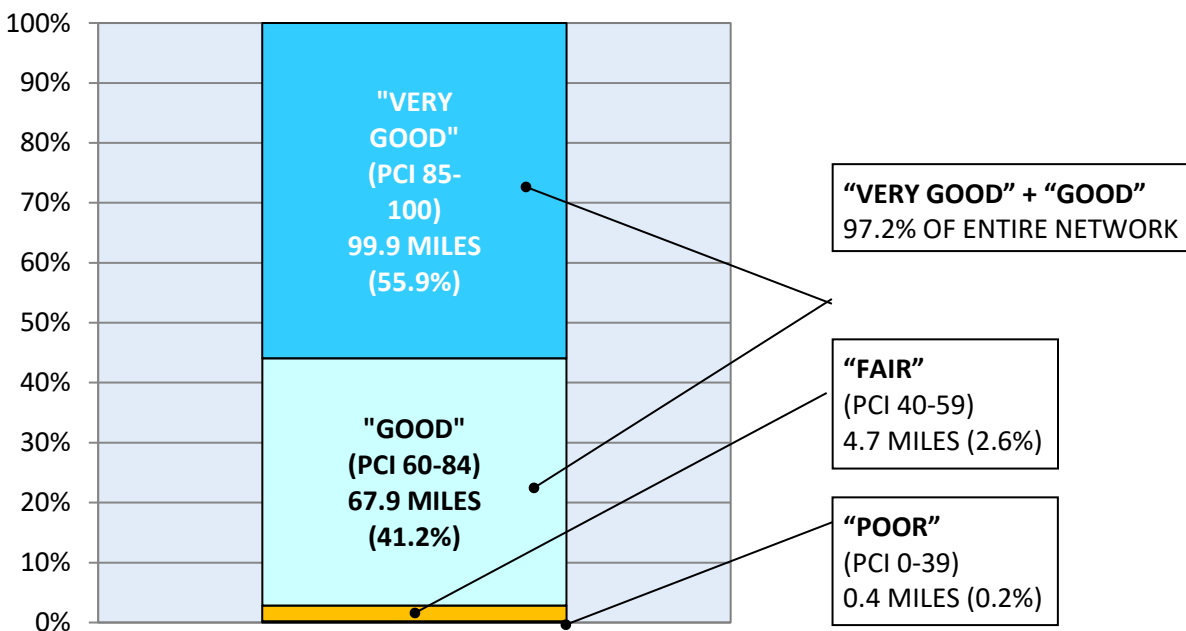 100%
90%
80%
70%
60%
50%
40%
30%
20%
10%
0%
"VERY
GOOD"
(PCI 85-
100)
99.9 MILES
(55.9%)
"GOOD"
(PCI 60-84)
67.9 MILES
(41.2%)
“VERY GOOD” + “GOOD”
97.2% OF ENTIRE NETWORK
“FAIR”
(PCI 40-59)
4.7 MILES (2.6%)
“POOR”
(PCI 0-39)
0.4 MILES (0.2%)